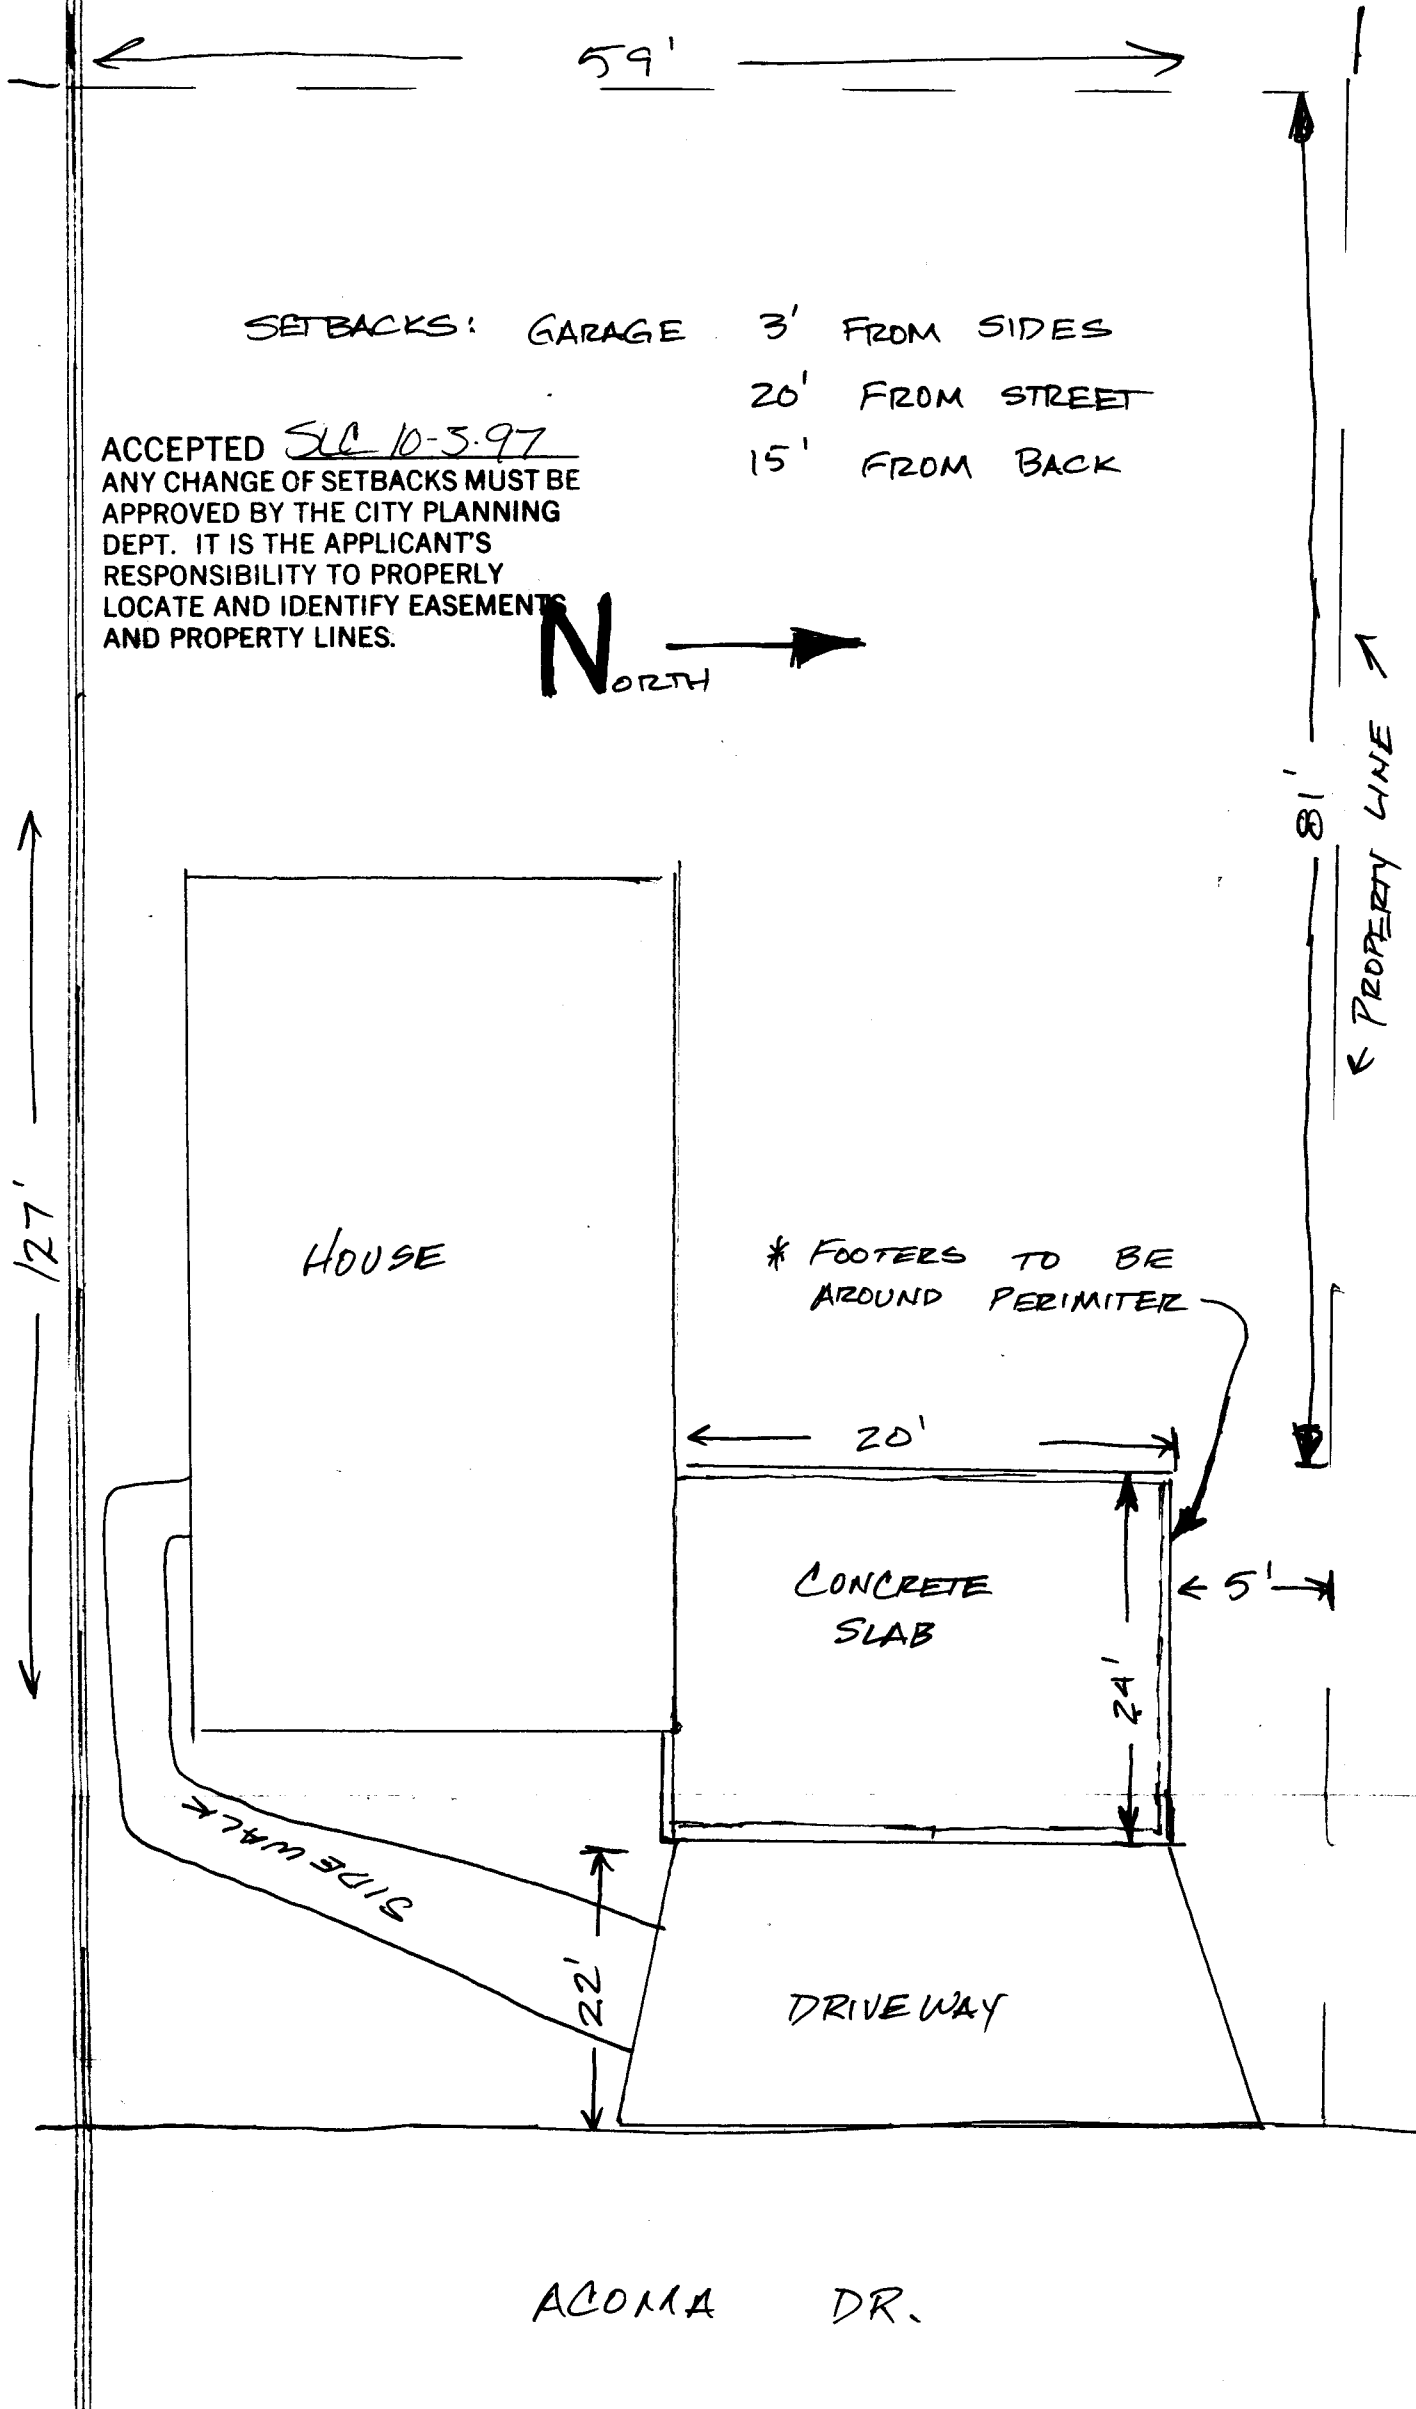 59'
SETBACKS: GARAGE 3' FROM SIDES
20' FROM STREET
15' FROM BACK
ACCEPTED SLC 10-3-97
ANY CHANGE OF SETBACKS MUST BE
APPROVED BY THE CITY PLANNING
DEPT. IT IS THE APPLICANT'S
RESPONSIBILITY TO PROPERLY
LOCATE AND IDENTIFY EASEMENTS
AND PROPERTY LINES.
NORTH
81'
PROPERTY LINE
127'
HOUSE
* FOOTERS TO BE
AROUND PERIMITER
20'
CONCRETE
SLAB
5'
24'
SIDEWALK
22'
DRIVEWAY
ACOMA DR.